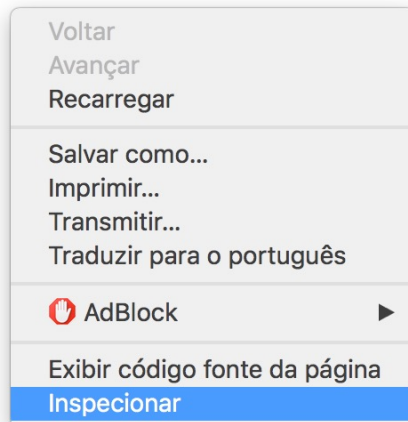 Voltar
Avançar
Recarregar
Salvar como...
Imprimir...
Transmitir...
Traduzir para o português
AdBlock
Exibir código fonte da página
Inspecionar